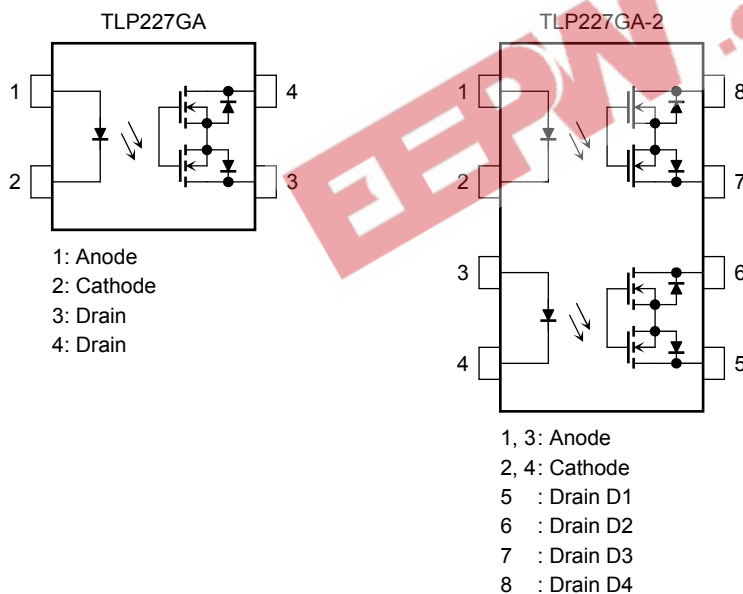 TLP227GA
1
2
4
3
1: Anode
2: Cathode
3: Drain
4: Drain
TLP227GA-2
1
2
3
4
8
7
6
5
1, 3: Anode
2, 4: Cathode
5 : Drain D1
6 : Drain D2
7 : Drain D3
8 : Drain D4
EEPW